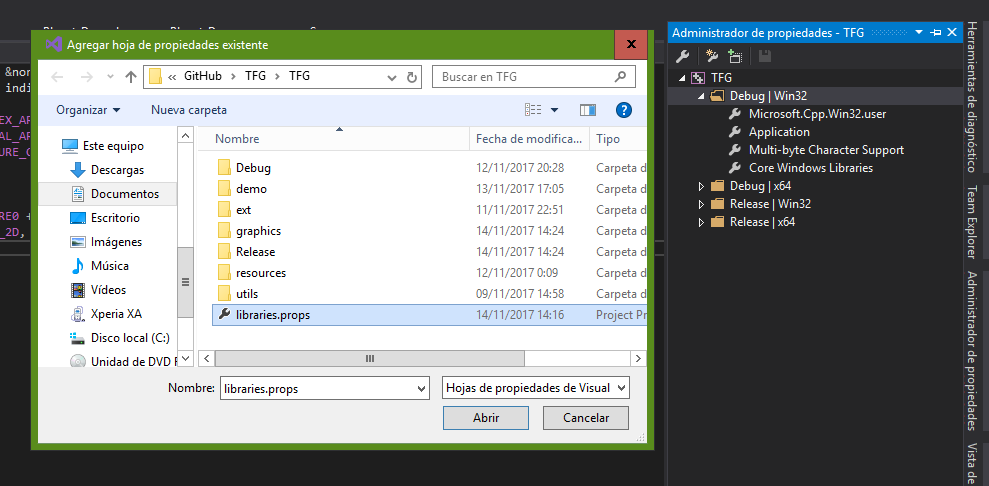 Agregar hoja de propiedades existente
« GitHub > TFG > TFG
Buscar en TFG
Organizar
Nueva carpeta
Este equipo
Descargas
Documentos
Escritorio
Imágenes
Música
Vídeos
Xperia XA
Disco local (C:)
Unidad de DVD
Nombre Fecha de modifica... Tipo
Debug 12/11/2017 20:28 Carpeta d
demo 13/11/2017 17:05 Carpeta d
ext 11/11/2017 22:51 Carpeta d
graphics 14/11/2017 14:24 Carpeta d
Release 14/11/2017 14:24 Carpeta d
resources 12/11/2017 0:09 Carpeta d
utils 09/11/2017 14:58 Carpeta d
libraries.props 14/11/2017 14:16 Project Pr
Nombre: libraries.props
Hojas de propiedades de Visual
Abrir
Cancelar
&nor
indi
EX_AF
AL_AF
URE_C
RE0 +
_2D,
Administrador de propiedades - TFG
TFG
Debug | Win32
Microsoft.Cpp.Win32.user
Application
Multi-byte Character Support
Core Windows Libraries
Debug | x64
Release | Win32
Release | x64
Herramientas de diagnóstico
Team Explorer
Administrador de propiedades
Vista de